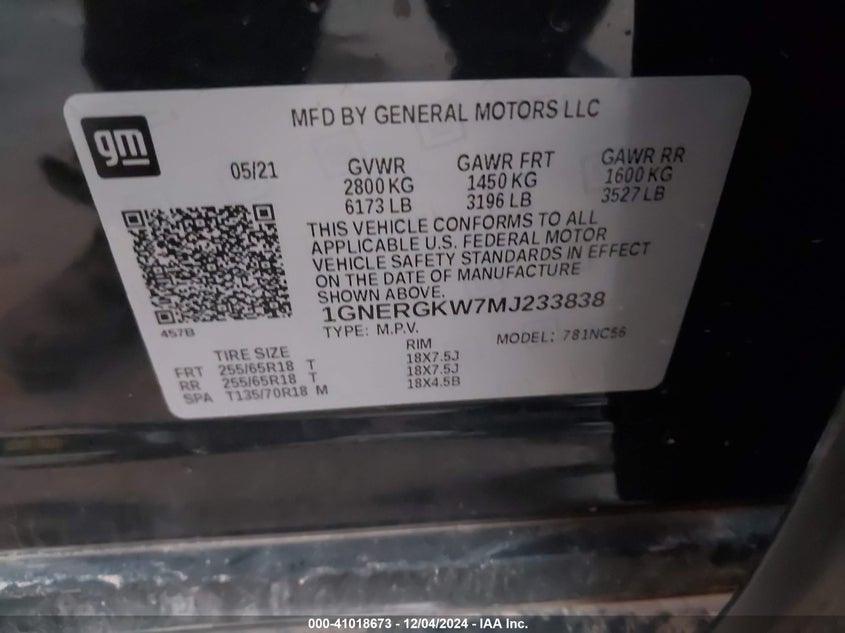 gm
MFD BY GENERAL MOTORS LLC
05/21
GVWR
2800 KG
6173 LB
GAWR FRT
1450 KG
3196 LB
GAWR RR
1600 KG
3527 LB
THIS VEHICLE CONFORMS TO ALL
APPLICABLE U.S. FEDERAL MOTOR
VEHICLE SAFETY STANDARDS IN EFFECT
ON THE DATE OF MANUFACTURE
SHOWN ABOVE.
1GNERGKW7MJ233838
457B
TYPE: M.P.V.
MODEL: 781NC56
TIRE SIZE RIM
FRT 255/65R18 T 18X7.5J
RR 255/65R18 T 18X7.5J
SPA T135/70R18 M 18X4.5B
000-41018673 - 12/04/2024 - IAA Inc.